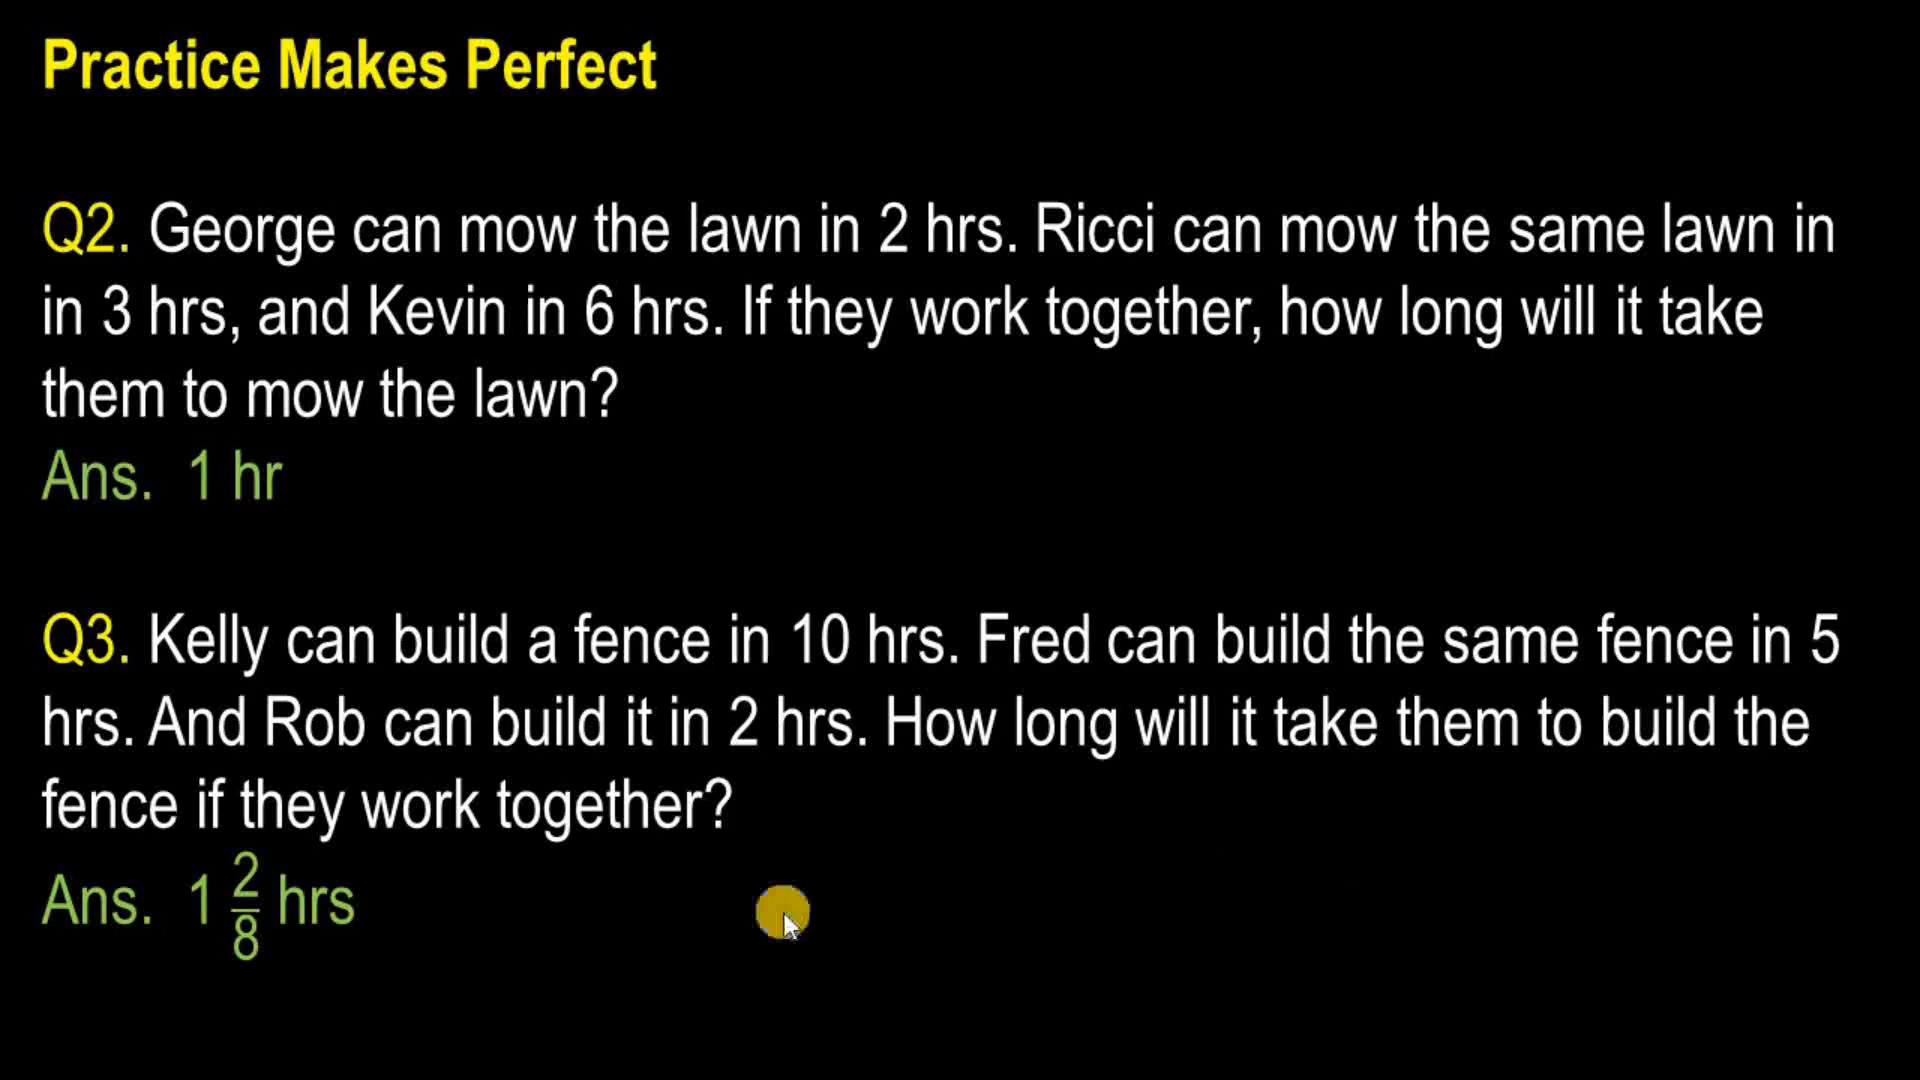 Practice Makes Perfect
Q2. George can mow the lawn in 2 hrs. Ricci can mow the same lawn in
in 3 hrs, and Kevin in 6 hrs. If they work together, how long will it take
them to mow the lawn?
Ans. 1 hr
Q3. Kelly can build a fence in 10 hrs. Fred can build the same fence in 5
hrs. And Rob can build it in 2 hrs. How long will it take them to build the
fence if they work together?
Ans. 1 2/8 hrs